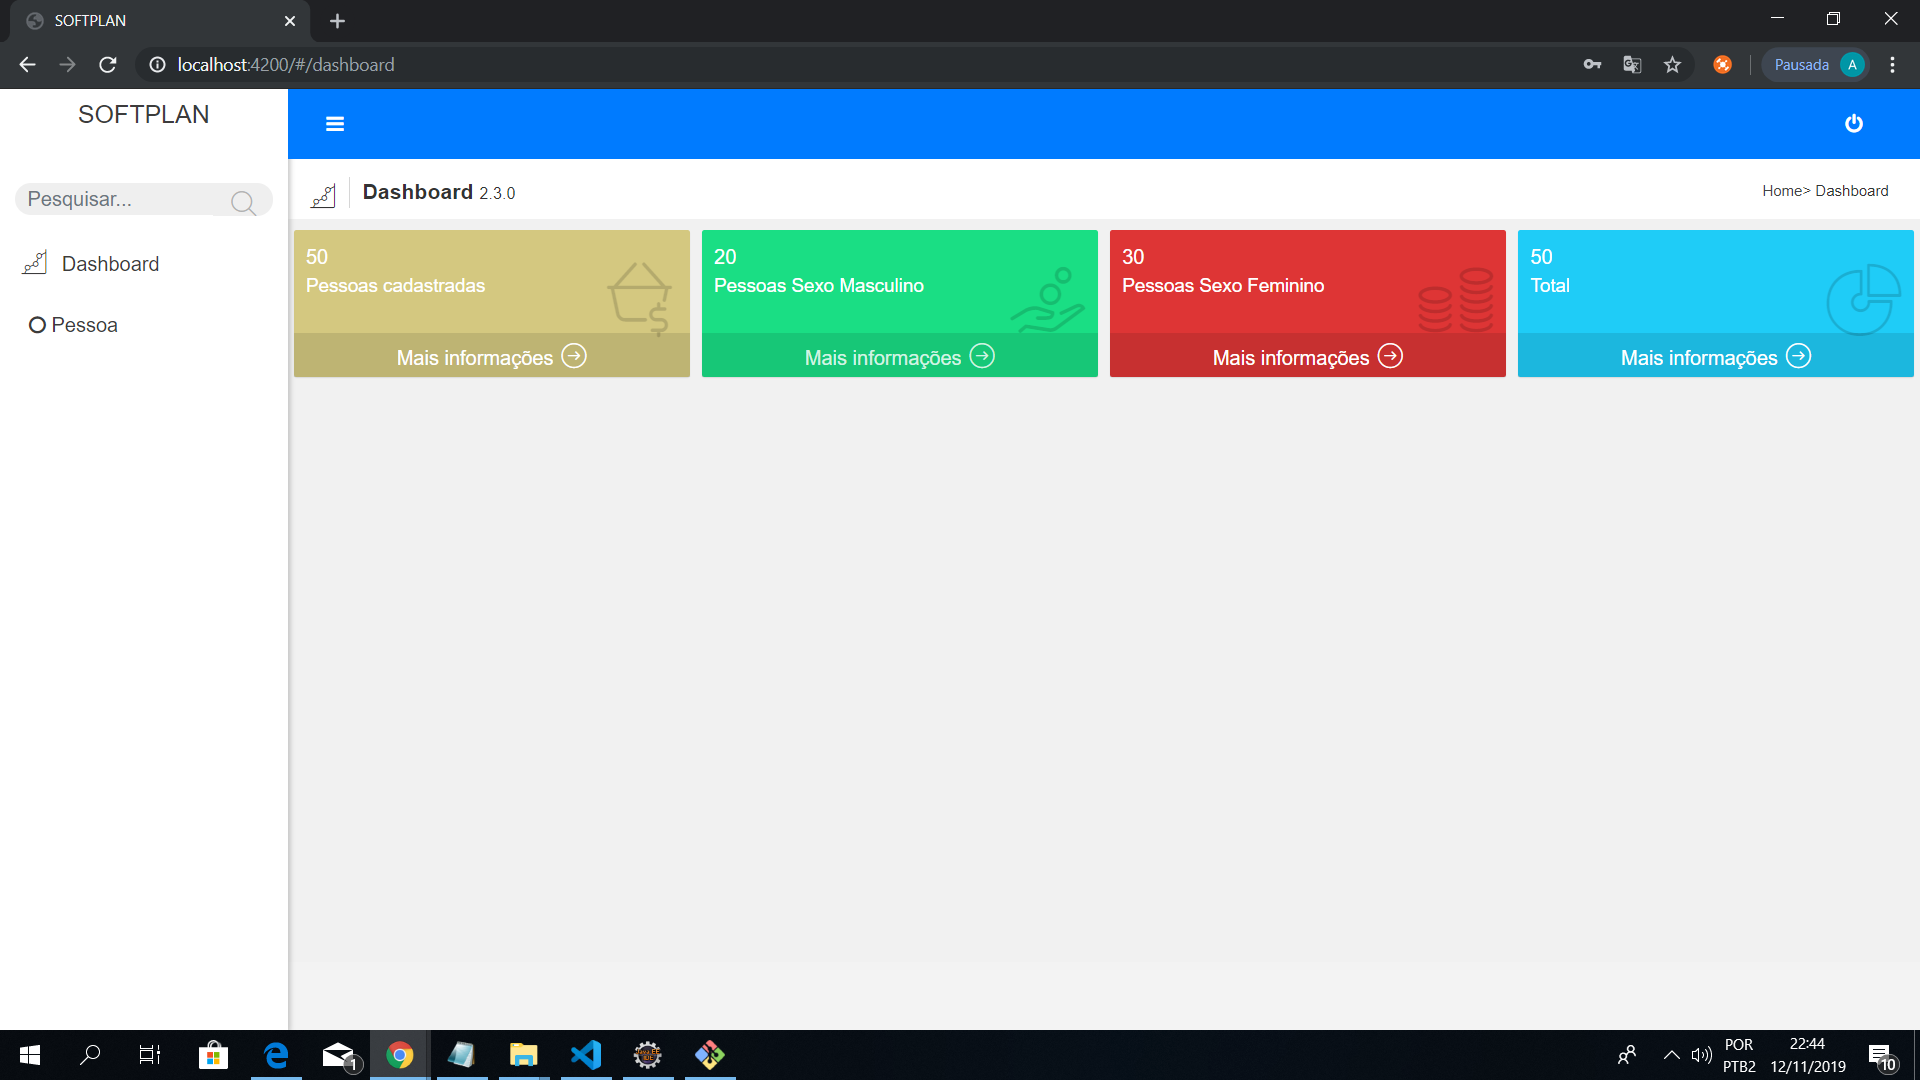 SOFTPLAN
localhost:4200/#/dashboard
Pausada
A
SOFTPLAN
Pesquisar...
Dashboard
Pessoa
Dashboard 2.3.0
Home> Dashboard
50
Pessoas cadastradas
Mais informações
20
Pessoas Sexo Masculino
Mais informações
30
Pessoas Sexo Feminino
Mais informações
50
Total
Mais informações
1
POR
PTB2
22:44
12/11/2019
10